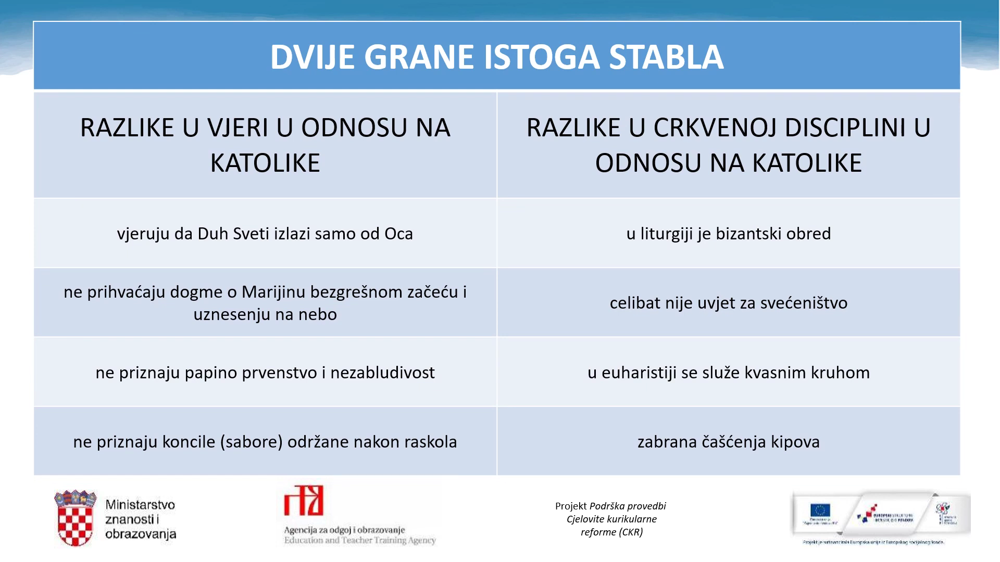 DVIJE GRANE ISTOGA STABLA
RAZLIKE U VJERI U ODNOSU NA
KATOLIKE
RAZLIKE U CRKVENOJ DISCIPLINI U
ODNOSU NA KATOLIKE
vjeruju da Duh Sveti izlazi samo od Oca
u liturgiji je bizantski obred
ne prihvaćaju dogme o Marijinu bezgrešnom začeću i
uznesenju na nebo
celibat nije uvjet za svećeništvo
ne priznaju papino prvenstvo i nezabludivost
u euharistiji se služe kvasnim kruhom
ne priznaju koncile (sabore) održane nakon raskola
zabrana čašćenja kipova
Ministarstvo
znanosti i
obrazovanja
Agencija za odgoj i obrazovanje
Education and Teacher Training Agency
Projekt Podrška provedbi
Cjelovite kurikularne
reforme (CKR)
Projekt je sufinancirala Europska unija iz Europskog socijalnog fonda.